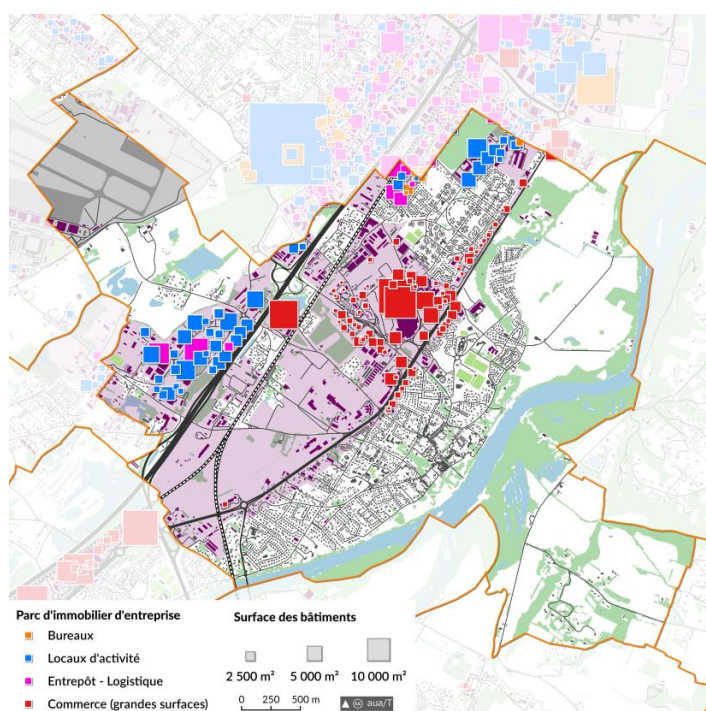 Parc d'immobilier d'entreprise
Bureaux
Locaux d'activité
Entrepôt - Logistique
Commerce (grandes surfaces)
Surface des bâtiments
2 500 m² 5 000 m² 10 000 m²
0 250 500 m
aua/T